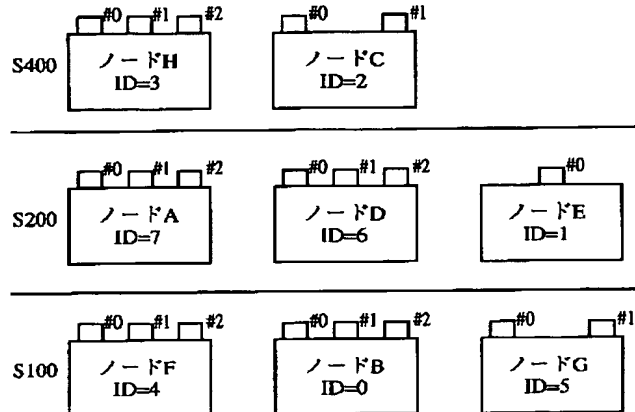 #0 #1 #2 #0 #1
S400
ノードH
ID=3
ノードC
ID=2
#0 #1 #2 #0 #1 #2 #0
S200
ノードA
ID=7
ノードD
ID=6
ノードE
ID=1
#0 #1 #2 #0 #1 #2 #0 #1
S100
ノードF
ID=4
ノードB
ID=0
ノードG
ID=5